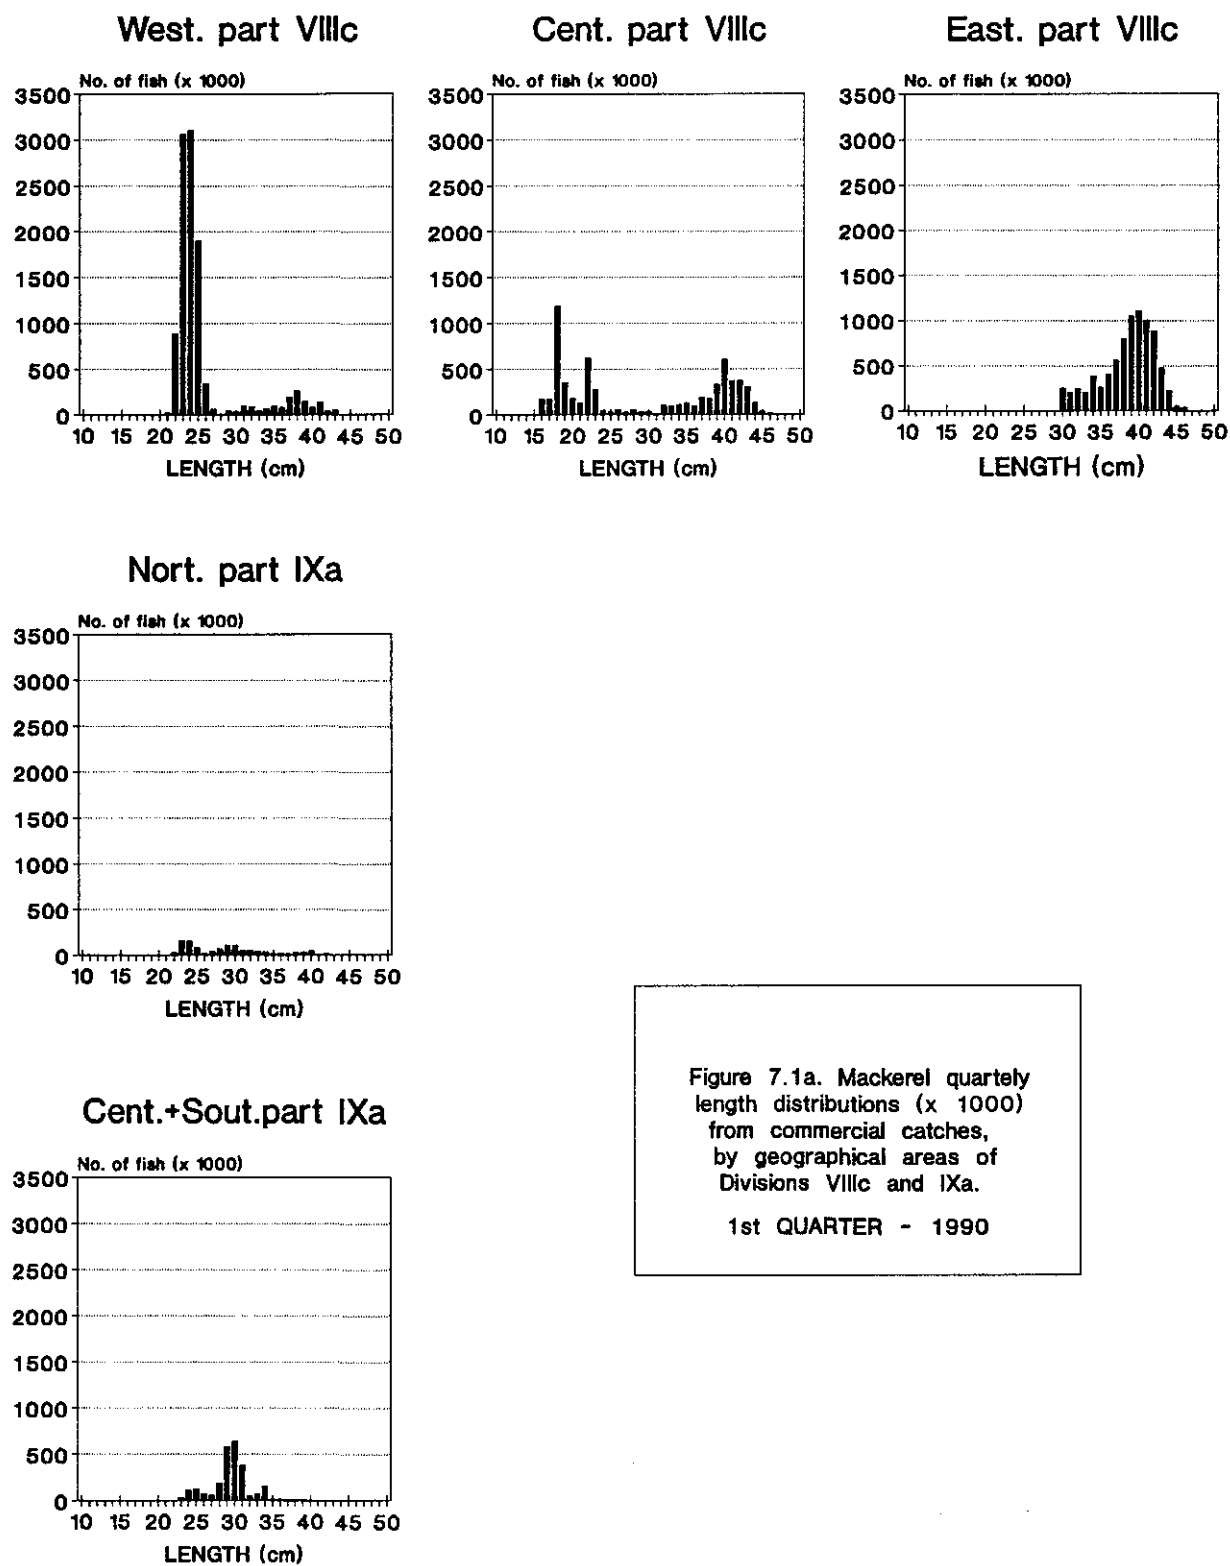 West. part VIIIc
No. of fish (x 1000)
3500
3000
2500
2000
1500
1000
500
0
10 15 20 25 30 35 40 45 50
LENGTH (cm)
Cent. part VIIIc
No. of fish (x 1000)
3500
3000
2500
2000
1500
1000
500
0
10 15 20 25 30 35 40 45 50
LENGTH (cm)
East. part VIIIc
No. of fish (x 1000)
3500
3000
2500
2000
1500
1000
500
0
10 15 20 25 30 35 40 45 50
LENGTH (cm)
Nort. part IXa
No. of fish (x 1000)
3500
3000
2500
2000
1500
1000
500
0
10 15 20 25 30 35 40 45 50
LENGTH (cm)
Cent.+Sout.part IXa
No. of fish (x 1000)
3500
3000
2500
2000
1500
1000
500
0
10 15 20 25 30 35 40 45 50
LENGTH (cm)
Figure 7.1a. Mackerel quartely
length distributions (x 1000)
from commercial catches,
by geographical areas of
Divisions VIIIc and IXa.
1st QUARTER - 1990